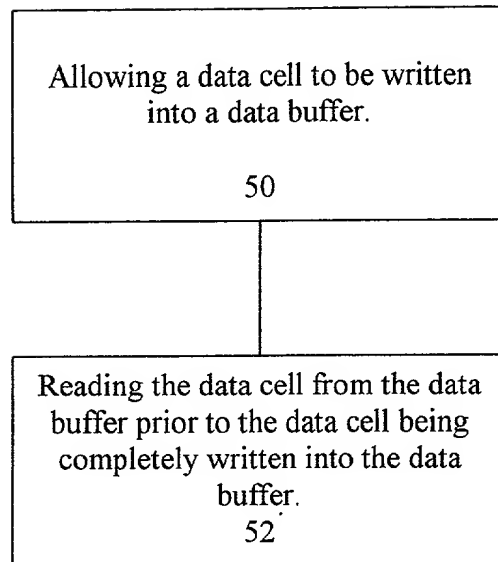 Allowing a data cell to be written
into a data buffer.
50
Reading the data cell from the data
buffer prior to the data cell being
completely written into the data
buffer.
52